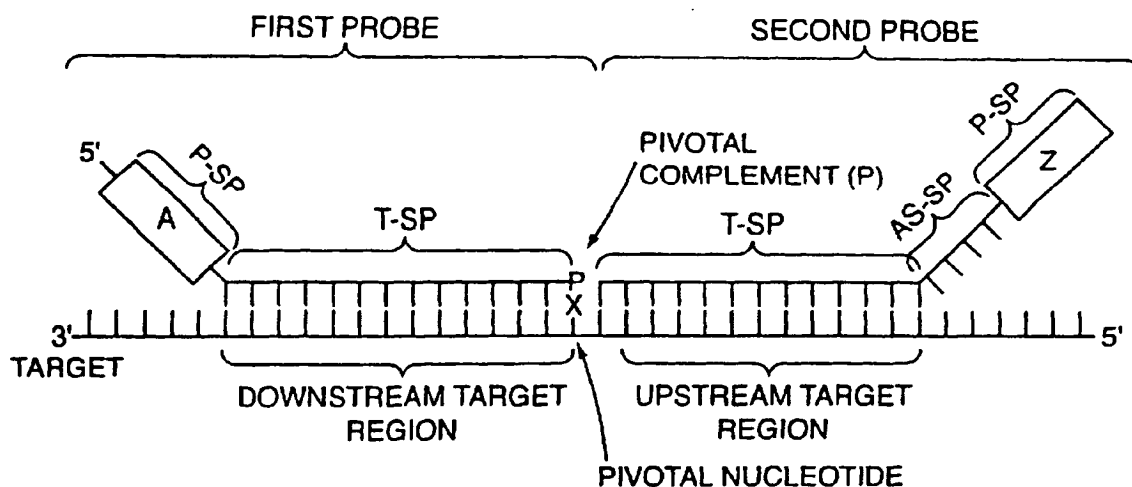 FIRST PROBE
SECOND PROBE
5'
P-SP
A
T-SP
PIVOTAL
COMPLEMENT (P)
T-SP
AS-SP
P-SP
Z
P
X
3'
5'
TARGET
DOWNSTREAM TARGET
REGION
UPSTREAM TARGET
REGION
PIVOTAL NUCLEOTIDE